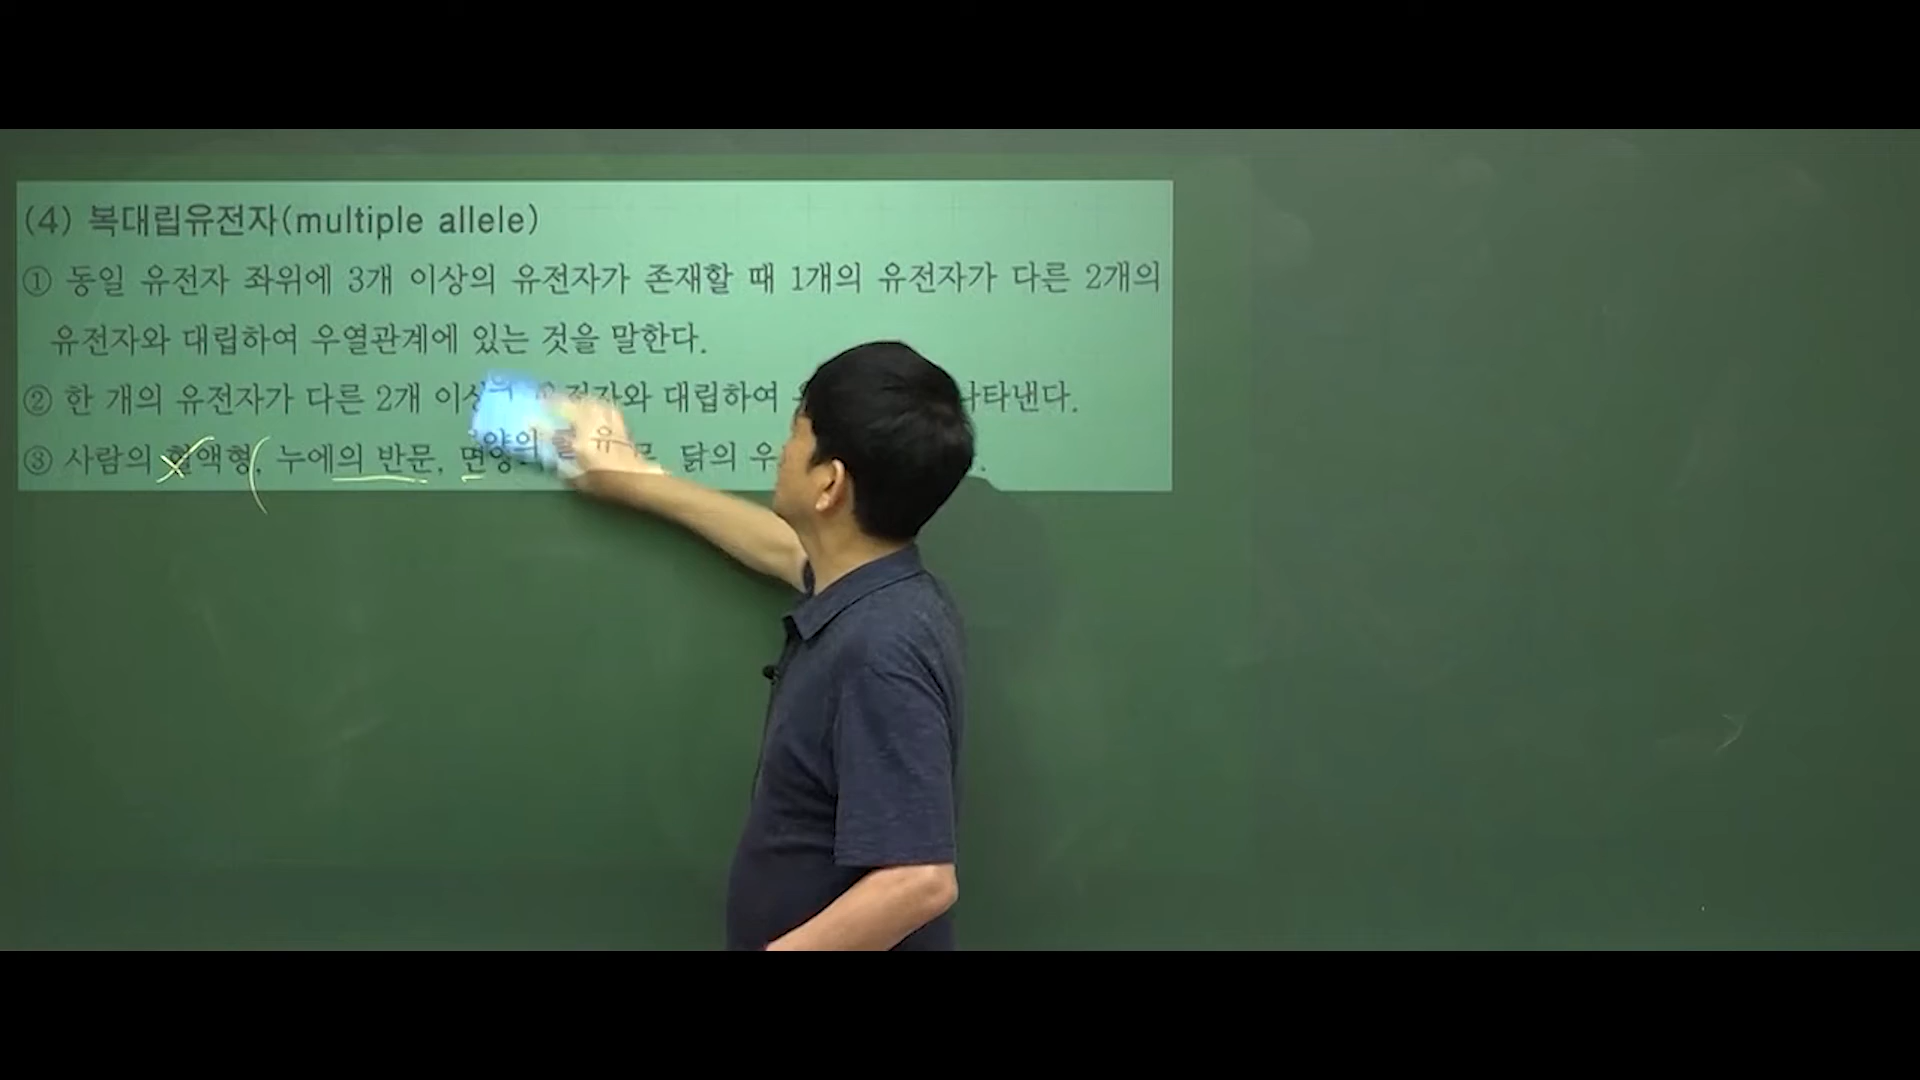 (4) 복대립유전자(multiple allele)
① 동일 유전자 좌위에 3개 이상의 유전자가 존재할 때 1개의 유전자가 다른 2개의
유전자와 대립하여 우열관계에 있는 것을 말한다.
② 한 개의 유전자가 다른 2개 이상의 유전자와 대립하여 나타낸다.
③ 사람의 혈액형, 누에의 반문, 면양의 유 닭의 우